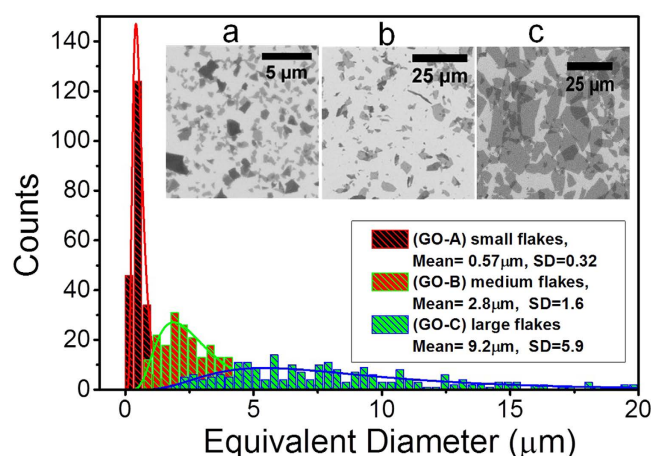 a
b
c
5 µm
25 µm
25 µm
140
120
100
80
60
40
20
0
Counts
(GO-A) small flakes,
Mean= 0.57µm, SD=0.32
(GO-B) medium flakes,
Mean= 2.8µm, SD=1.6
(GO-C) large flakes
Mean= 9.2µm, SD=5.9
0 5 10 15 20
Equivalent Diameter (µm)